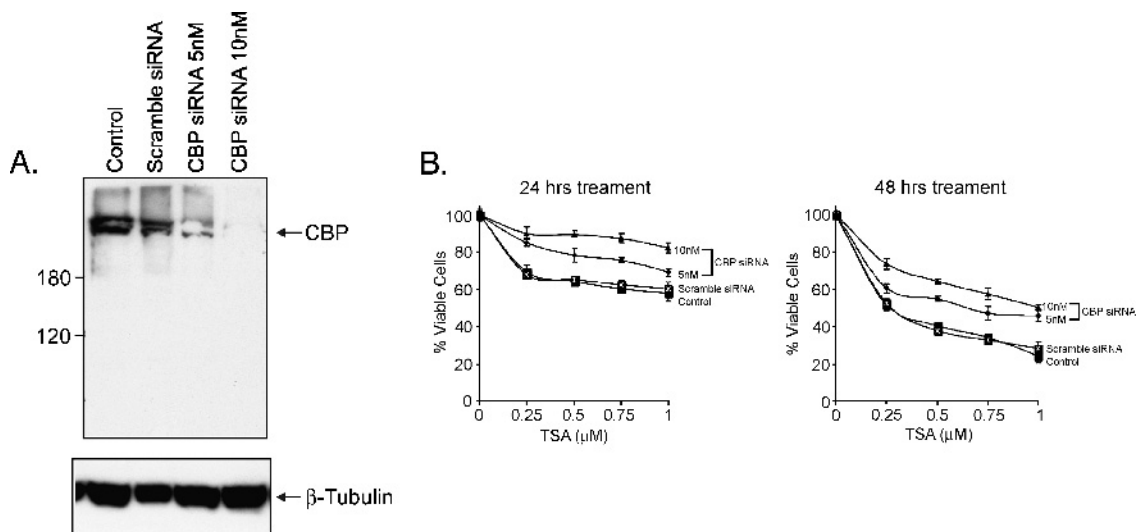 A.
Control
Scramble siRNA
CBP siRNA 5nM
CBP siRNA 10nM
CBP
180
120
β-Tubulin
B.
24 hrs treament
% Viable Cells
100
80
60
40
20
0
10nM
5nM
CBP siRNA
Scramble siRNA
Control
0 0.25 0.5 0.75 1
TSA (μM)
48 hrs treatment
% Viable Cells
100
80
60
40
20
0
10nM
5nM
CBP siRNA
Scramble siRNA
Control
0 0.25 0.5 0.75 1
TSA (μM)